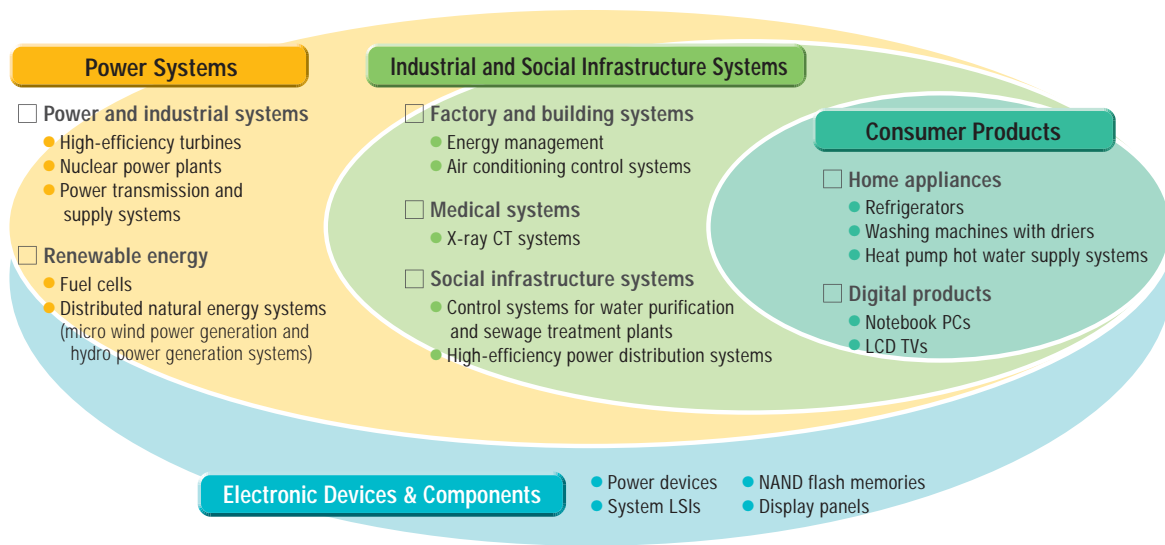 Power Systems
Power and industrial systems
High-efficiency turbines
Nuclear power plants
Power transmission and
supply systems
Renewable energy
Fuel cells
Distributed natural energy systems
(micro wind power generation and
hydro power generation systems)
Industrial and Social Infrastructure Systems
Factory and building systems
Energy management
Air conditioning control systems
Medical systems
X-ray CT systems
Social infrastructure systems
Control systems for water purification
and sewage treatment plants
High-efficiency power distribution systems
Consumer Products
Home appliances
Refrigerators
Washing machines with driers
Heat pump hot water supply systems
Digital products
Notebook PCs
LCD TVs
Electronic Devices & Components
Power devices
System LSIs
NAND flash memories
Display panels